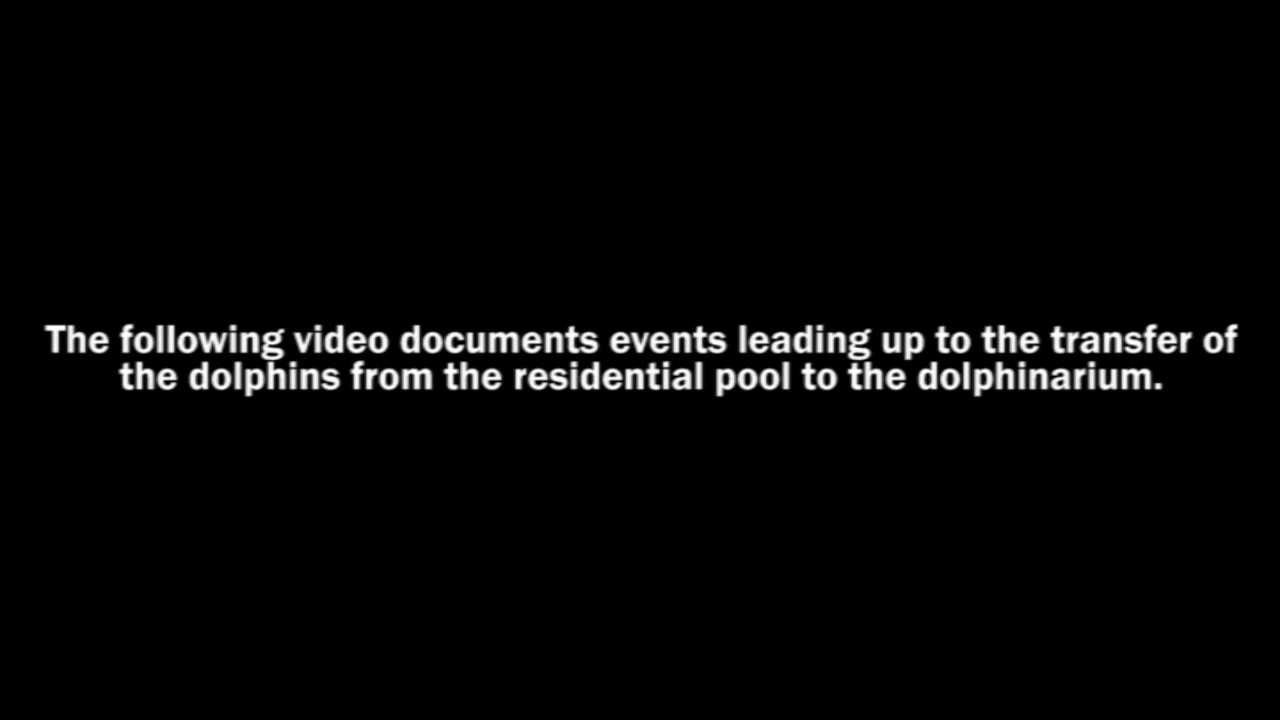 The following video documents events leading up to the transfer of
the dolphins from the residential pool to the dolphinarium.